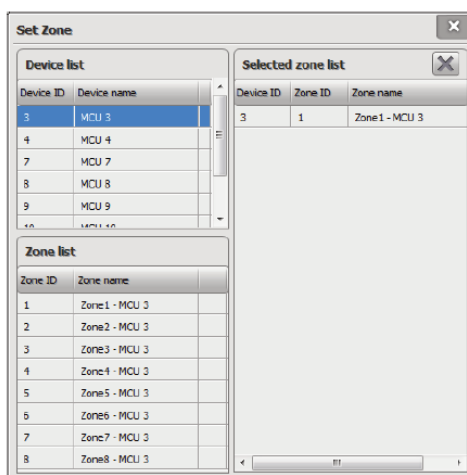 Set Zone
Device list
Device ID Device name
3 MCU 3
4 MCU 4
7 MCU 7
8 MCU 8
9 MCU 9
10 MCU 10
Zone list
Zone ID Zone name
1 Zone1 - MCU 3
2 Zone2 - MCU 3
3 Zone3 - MCU 3
4 Zone4 - MCU 3
5 Zone5 - MCU 3
6 Zone6 - MCU 3
7 Zone7 - MCU 3
8 Zone8 - MCU 3
Selected zone list
Device ID Zone ID Zone name
3 1 Zone1 - MCU 3